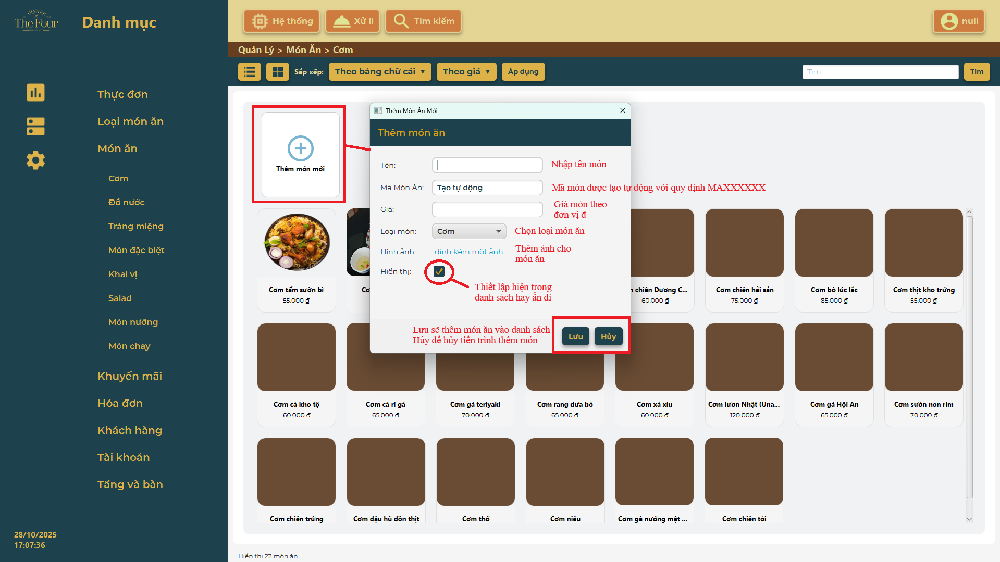 DINNER
The Four
RESTAURANT
Danh mục
Hệ thống
Xử lí
Tìm kiếm
null
Quản Lý > Món Ăn > Cơm
Sắp xếp:
Theo bảng chữ cái ▼
Theo giá ▼
Áp dụng
Tìm...
Tìm
Thực đơn
Loại món ăn
Món ăn
Cơm
Đồ nước
Tráng miệng
Món đặc biệt
Khai vị
Salad
Món nướng
Món chay
Khuyến mãi
Hóa đơn
Khách hàng
Tài khoản
Tầng và bàn
28/10/2025
17:07:36
Thêm món mới
Thêm Món Ăn Mới
Thêm món ăn
Tên:
Nhập tên món
Mã Món Ăn:
Tạo tự động
Mã món được tạo tự động với quy định MAXXXXXX
Giá:
Giá món theo
đơn vị đ
Loại món:
Cơm
Chọn loại món ăn
Hình ảnh:
đính kèm một ảnh
Thêm ảnh cho
món ăn
Hiển thị:
Thiết lập hiện trong
danh sách hay ẩn đi
Lưu sẽ thêm món ăn vào danh sách
Hủy để hủy tiến trình thêm món
Lưu
Hủy
Cơm tấm sườn bì
55.000 ₫
chiên Dương C...
60.000 ₫
Cơm chiên hải sản
75.000 ₫
Cơm bò lúc lắc
85.000 ₫
Cơm thịt kho trứng
55.000 ₫
Cơm cá kho tộ
60.000 ₫
Cơm cà ri gà
65.000 ₫
Cơm gà teriyaki
70.000 ₫
Cơm rang dưa bò
65.000 ₫
Cơm xá xíu
60.000 ₫
Cơm lươn Nhật (Una...
120.000 ₫
Cơm gà Hội An
65.000 ₫
Cơm sườn non rim
70.000 ₫
Cơm chiên trứng
Cơm đậu hũ dồn thịt
Cơm thố
Cơm niêu
Cơm gà nướng mật ...
Cơm chiên tỏi
Hiển thị 22 món ăn